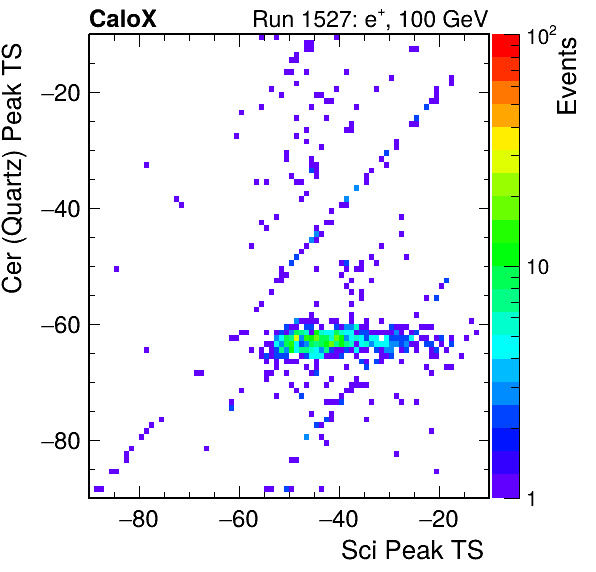 CaloX
Run 1527: e⁺, 100 GeV
Cer (Quartz) Peak TS
−20
−40
−60
−80
−80
−60
−40
−20
Sci Peak TS
10²
10
1
Events